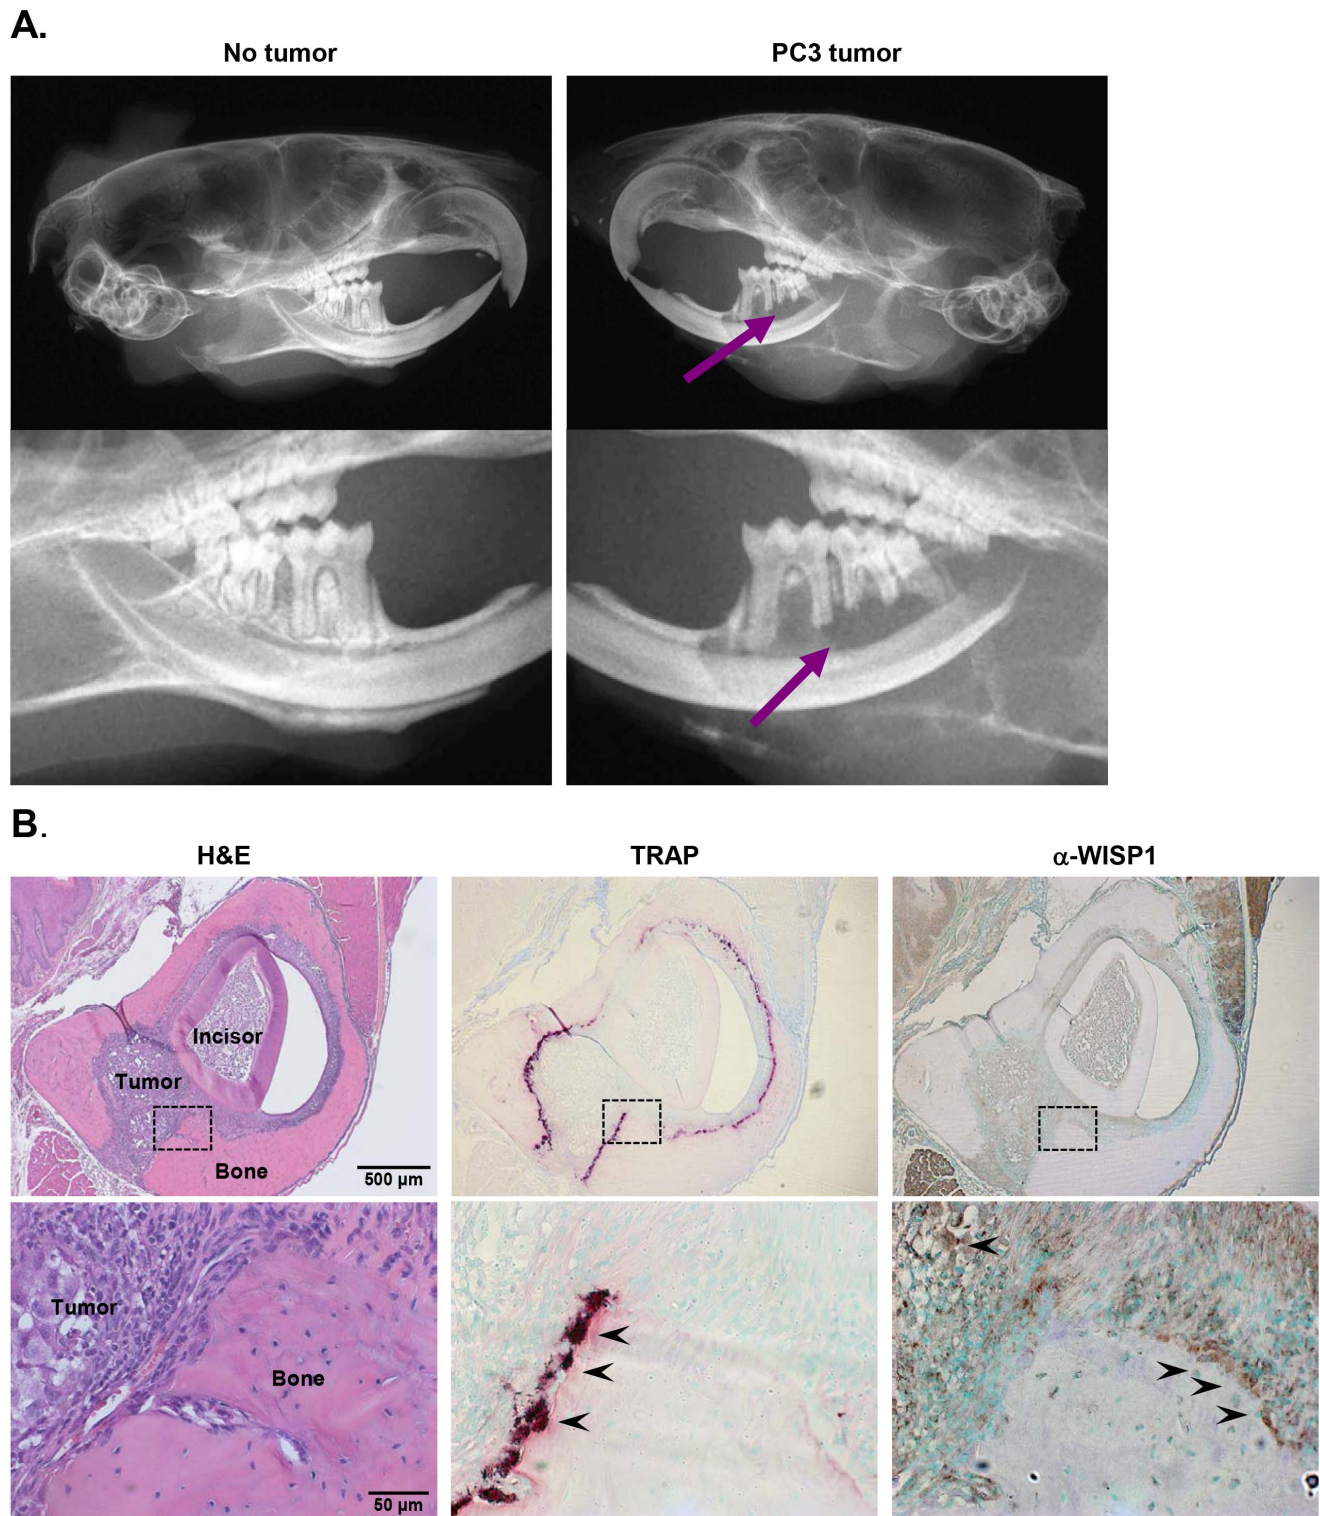 A.
No tumor
PC3 tumor
B.
H&E
TRAP
α-WISP1
Incisor
Tumor
Bone
500 µm
Tumor
Bone
50 µm